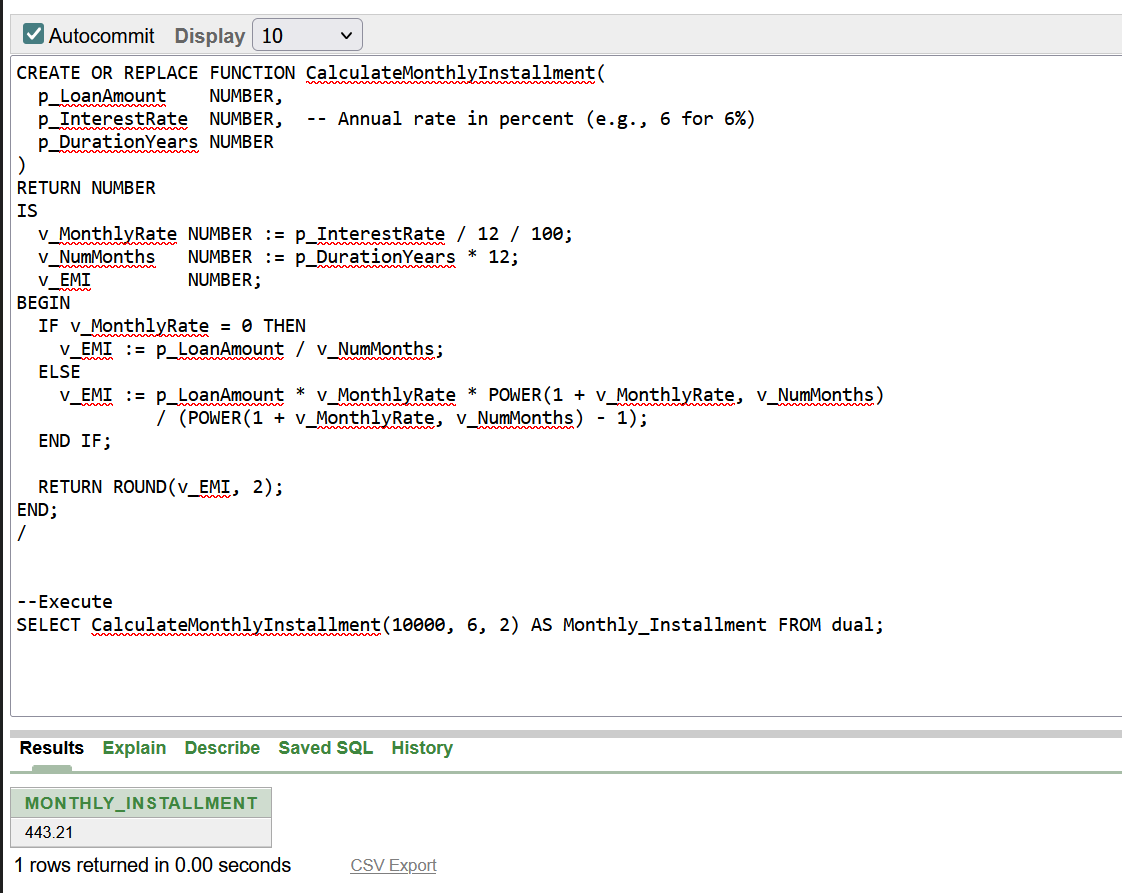 Autocommit Display 10
CREATE OR REPLACE FUNCTION CalculateMonthlyInstallment(
  p_LoanAmount    NUMBER,
  p_InterestRate  NUMBER,  -- Annual rate in percent (e.g., 6 for 6%)
  p_DurationYears NUMBER
)
RETURN NUMBER
IS
  v_MonthlyRate NUMBER := p_InterestRate / 12 / 100;
  v_NumMonths   NUMBER := p_DurationYears * 12;
  v_EMI         NUMBER;
BEGIN
  IF v_MonthlyRate = 0 THEN
    v_EMI := p_LoanAmount / v_NumMonths;
  ELSE
    v_EMI := p_LoanAmount * v_MonthlyRate * POWER(1 + v_MonthlyRate, v_NumMonths)
             / (POWER(1 + v_MonthlyRate, v_NumMonths) - 1);
  END IF;

  RETURN ROUND(v_EMI, 2);
END;
/

--Execute
SELECT CalculateMonthlyInstallment(10000, 6, 2) AS Monthly_Installment FROM dual;
Results Explain Describe Saved SQL History
MONTHLY_INSTALLMENT
443.21
1 rows returned in 0.00 seconds CSV Export